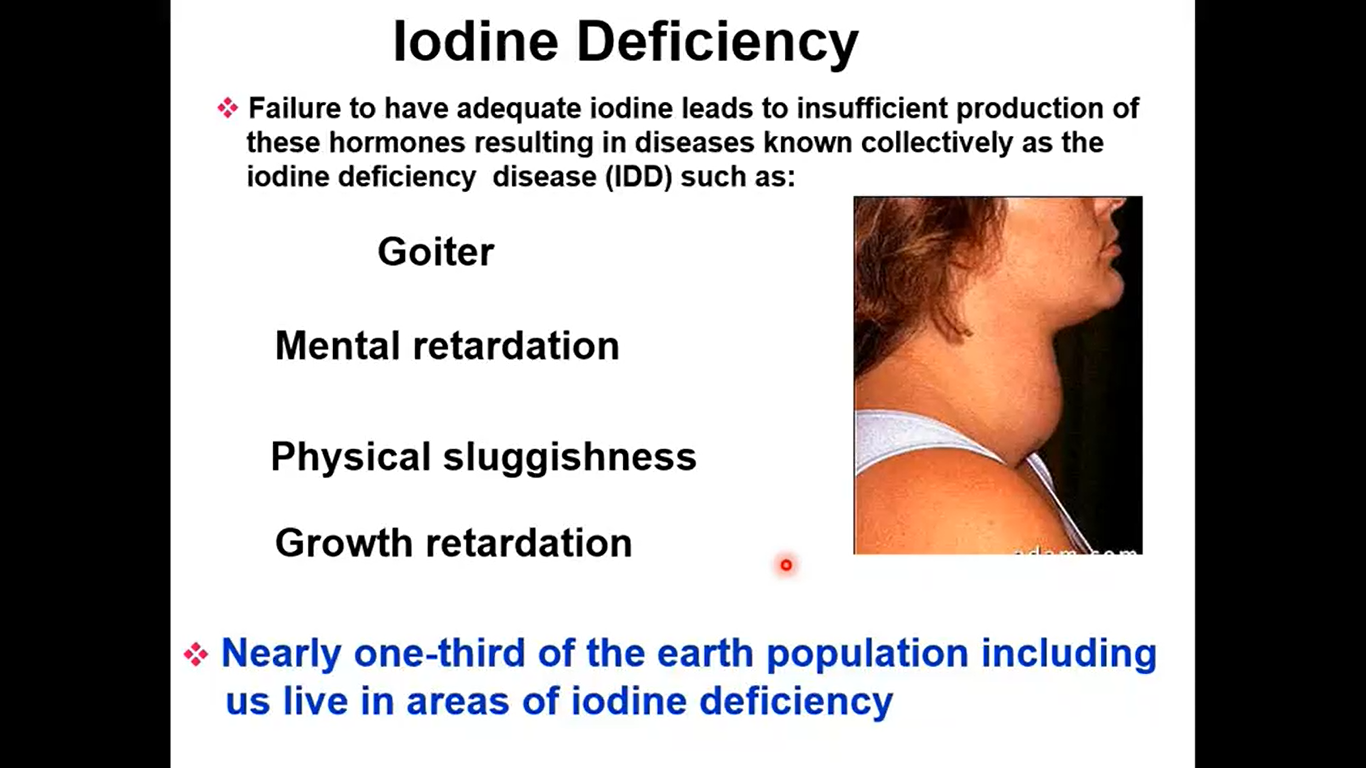 Iodine Deficiency
Failure to have adequate iodine leads to insufficient production of
these hormones resulting in diseases known collectively as the
iodine deficiency disease (IDD) such as:
Goiter
Mental retardation
Physical sluggishness
Growth retardation
adam.com
Nearly one-third of the earth population including
us live in areas of iodine deficiency